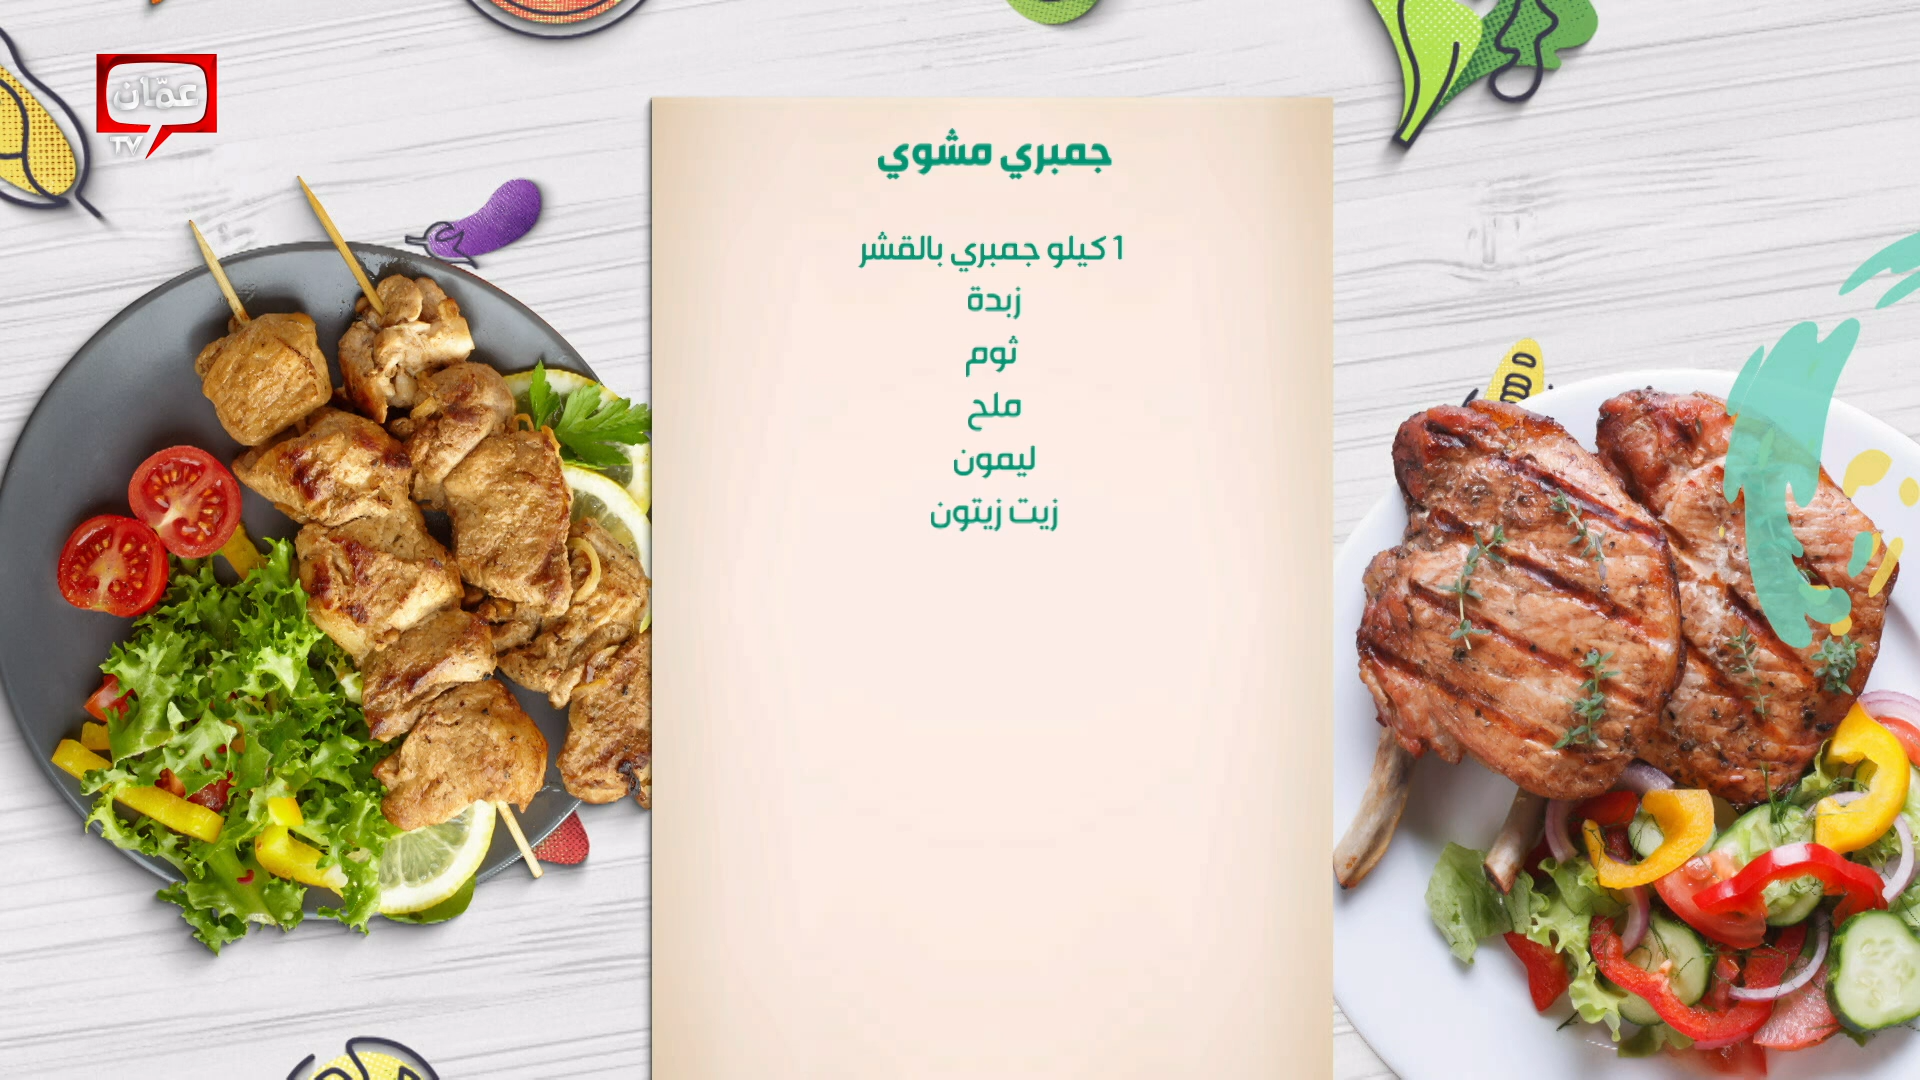 عمّان
TV
جمبري مشوي
1 كيلو جمبري بالقشر
زبدة
ثوم
ملح
ليمون
زيت زيتون